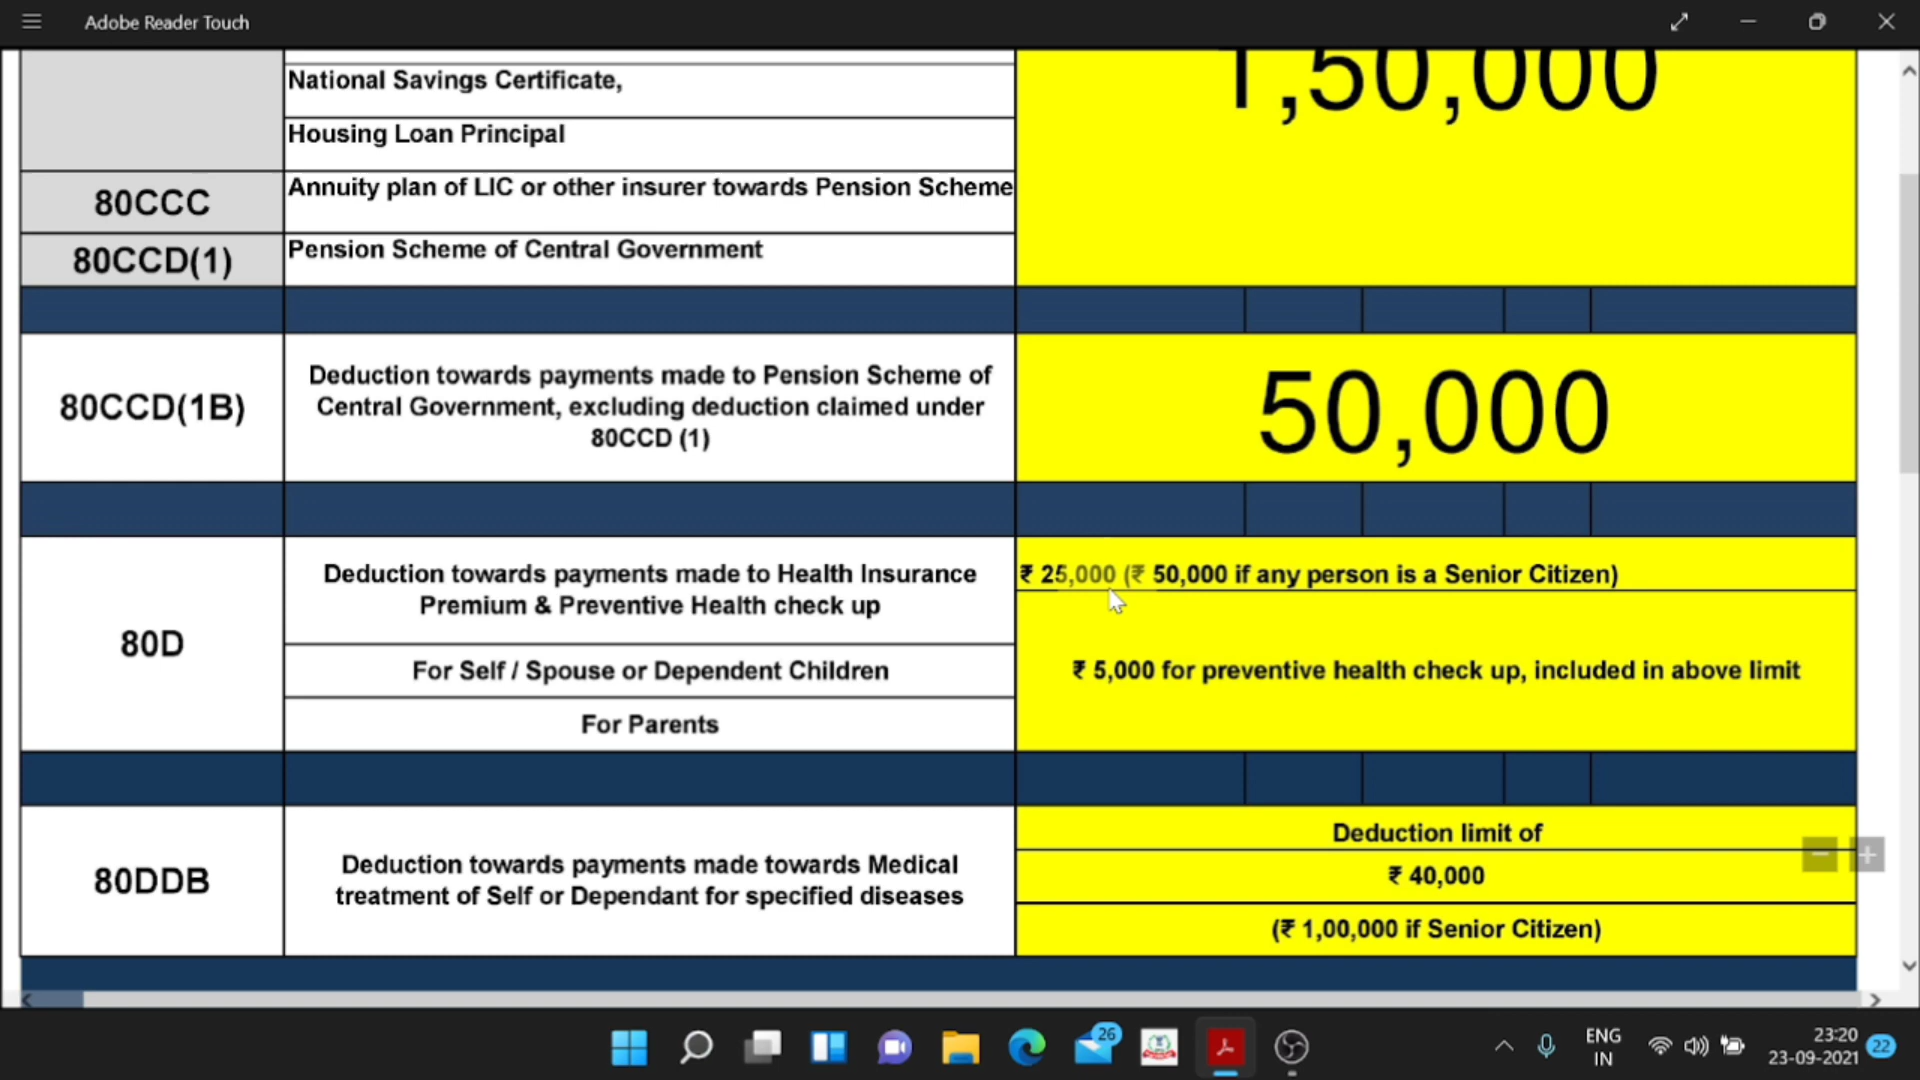 Adobe Reader Touch
1,50,000
National Savings Certificate,
Housing Loan Principal
80CCC
Annuity plan of LIC or other insurer towards Pension Scheme
80CCD(1)
Pension Scheme of Central Government
80CCD(1B)
Deduction towards payments made to Pension Scheme of
Central Government, excluding deduction claimed under
80CCD (1)
50,000
80D
Deduction towards payments made to Health Insurance
Premium & Preventive Health check up
₹ 25,000 (₹ 50,000 if any person is a Senior Citizen)
For Self / Spouse or Dependent Children
₹ 5,000 for preventive health check up, included in above limit
For Parents
80DDB
Deduction towards payments made towards Medical
treatment of Self or Dependant for specified diseases
Deduction limit of
₹ 40,000
(₹ 1,00,000 if Senior Citizen)
26
ENG
IN
23:20
23-09-2021
22